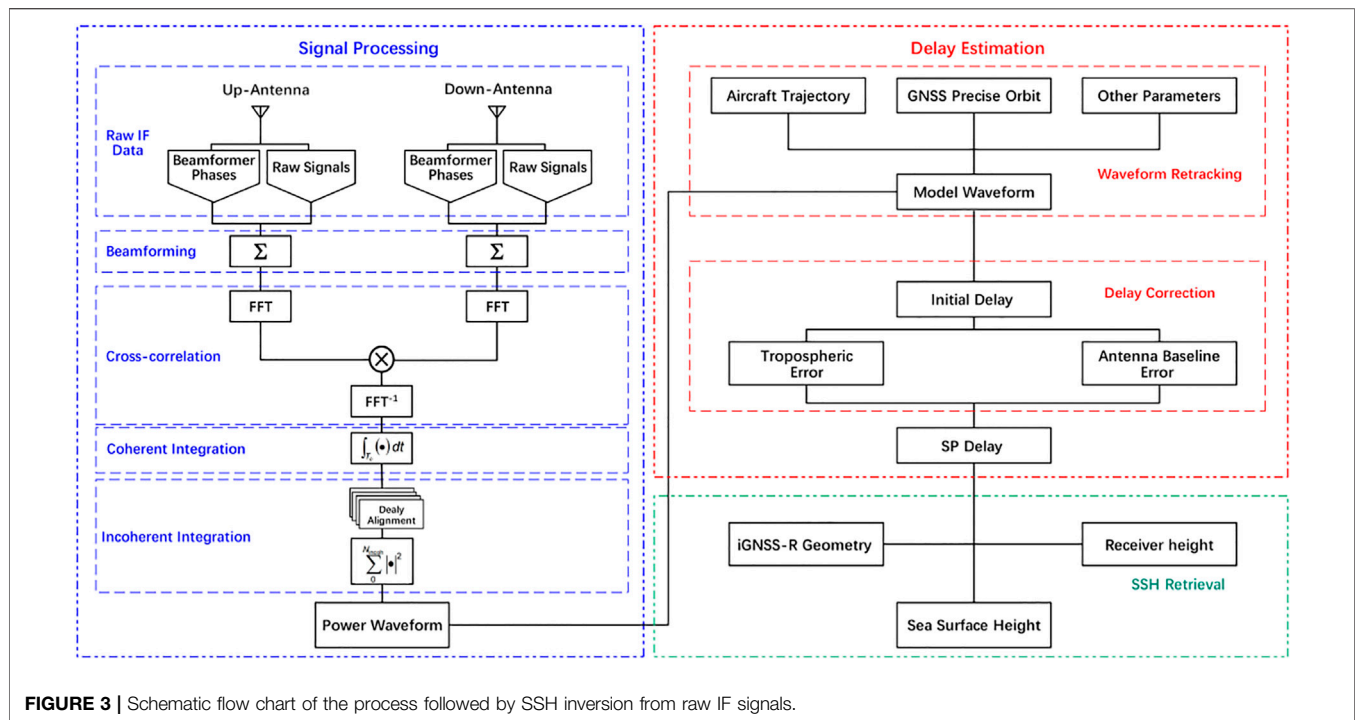 Signal Processing
Up-Antenna
Down-Antenna
Raw IF
Data
Beamformer
Phases
Raw Signals
Beamformer
Phases
Raw Signals
Beamforming
Σ
Σ
FFT
FFT
Cross-correlation
FFT⁻¹
Coherent Integration
∫_{T_c}(•)dt
Incoherent Integration
Dealy
Alignment
∑_{0}^{N_{incoh}}|•|²
Power Waveform
Delay Estimation
Aircraft Trajectory
GNSS Precise Orbit
Other Parameters
Waveform Retracking
Model Waveform
Initial Delay
Delay Correction
Tropospheric
Error
Antenna Baseline
Error
SP Delay
iGNSS-R Geometry
Receiver height
SSH Retrieval
Sea Surface Height
FIGURE 3 | Schematic flow chart of the process followed by SSH inversion from raw IF signals.